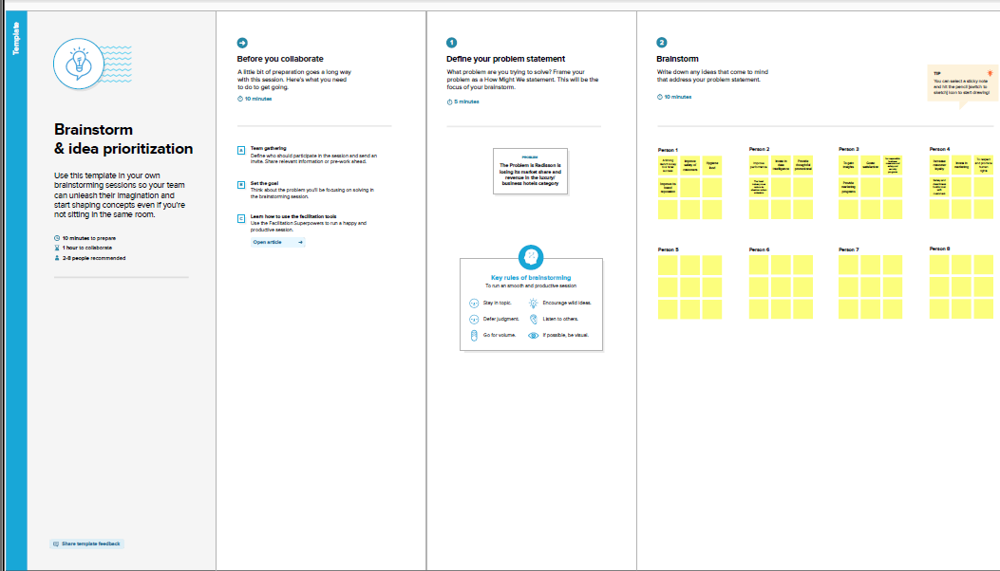 Template
Brainstorm
& idea prioritization
Use this template in your own
brainstorming sessions so your team
can unleash their imagination and
start shaping concepts even if you're
not sitting in the same room.
10 minutes to prepare
1 hour to collaborate
2-8 people recommended
Share template feedback
Before you collaborate
A little bit of preparation goes a long way
with this session. Here's what you need
to do to get going.
10 minutes
A
Team gathering
Define who should participate in the session and send an
invite. Share relevant information or pre-work ahead.
B
Set the goal
Think about the problem you'll be focusing on solving in
the brainstorming session.
C
Learn how to use the facilitation tools
Use the Facilitation Superpowers to run a happy and
productive session.
Open article
1
Define your problem statement
What problem are you trying to solve? Frame your
problem as a How Might We statement. This will be the
focus of your brainstorm.
5 minutes
PROBLEM
The Problem is Radisson is
losing its market share and
revenue in the luxury/
business hotels category
Key rules of brainstorming
To run an smooth and productive session
Stay in topic.
Encourage wild ideas.
Defer judgment.
Listen to others.
Go for volume.
If possible, be visual.
2
Brainstorm
Write down any ideas that come to mind
that address your problem statement.
10 minutes
TIP
You can select a sticky note
and hit the pencil [switch to
sketch] icon to start drawing!
Person 1
Improve
safety of
customers
Hygiene
food
Improve its
brand
reputation
Person 2
Improve
performance
Invest in
data
intelligence
Provide
thoughtful
promotions
Person 3
To gain
insights
Guest
satisfaction
Provide
marketing
programs
Person 4
Increase
customer
loyalty
Invest in
marketing
To respect
and promote
human
rights
Person 5
Person 6
Person 7
Person 8